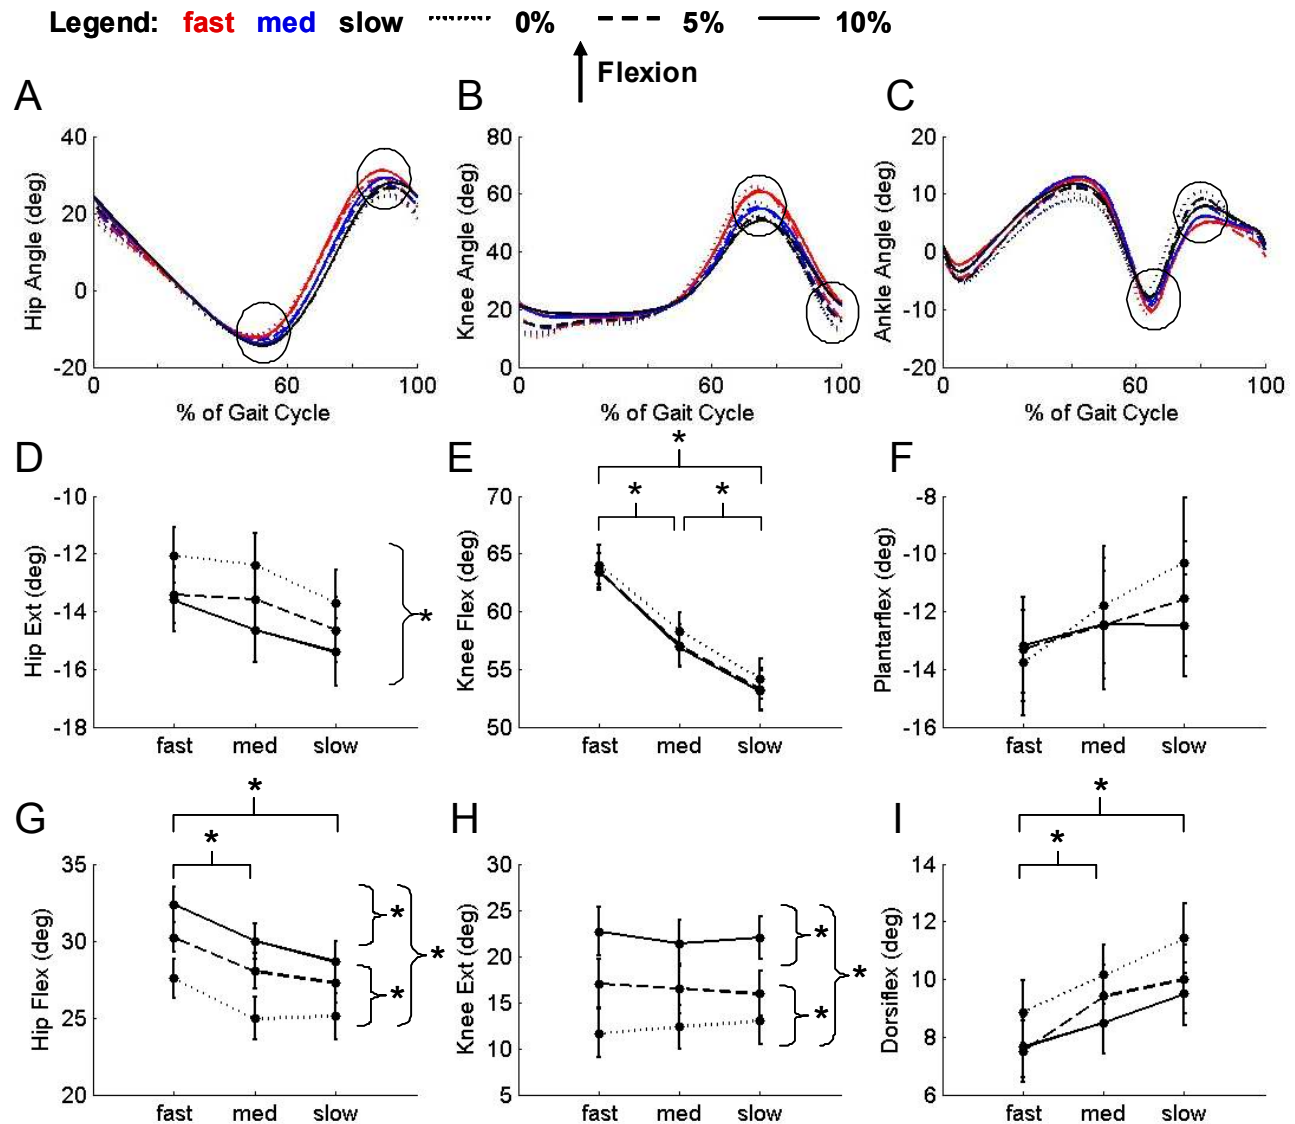 Legend: fast med slow 0% 5% 10%
Flexion
A
B
C
Hip Angle (deg)
40
20
0
-20
0
60
100
% of Gait Cycle
Knee Angle (deg)
80
60
40
20
0
0
60
100
% of Gait Cycle
Ankle Angle (deg)
20
10
0
-10
-20
0
60
100
% of Gait Cycle
D
E
F
Hip Ext (deg)
-10
-12
-14
-16
-18
fast med slow
*
Knee Flex (deg)
70
65
60
55
50
fast med slow
*
* *
Plantarflex (deg)
-8
-10
-12
-14
-16
fast med slow
G
H
I
Hip Flex (deg)
35
30
25
20
fast med slow
*
*
*
*
*
Knee Ext (deg)
30
25
20
15
10
5
fast med slow
*
*
*
Dorsiflex (deg)
14
12
10
8
6
fast med slow
*
*